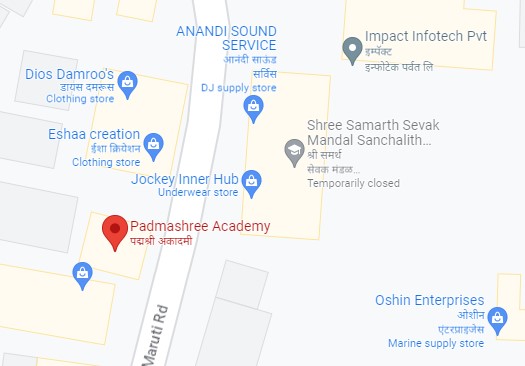 ANANDI SOUND
SERVICE
आनंदी साऊंड
सर्विस
DJ supply store
Impact Infotech Pvt
इम्पॅक्ट
इन्फोटेक पर्वत लि
Dios Damroo's
डायस दमरूस
Clothing store
Eshaa creation
ईशा क्रियेशन
Clothing store
Shree Samarth Sevak
Mandal Sanchalith...
श्री समर्थ
सेवक मंडळ...
Temporarily closed
Jockey Inner Hub
Underwear store
Padmashree Academy
पद्मश्री अकादमी
Maruti Rd
Oshin Enterprises
ओशीन
एंटरप्राइजेस
Marine supply store